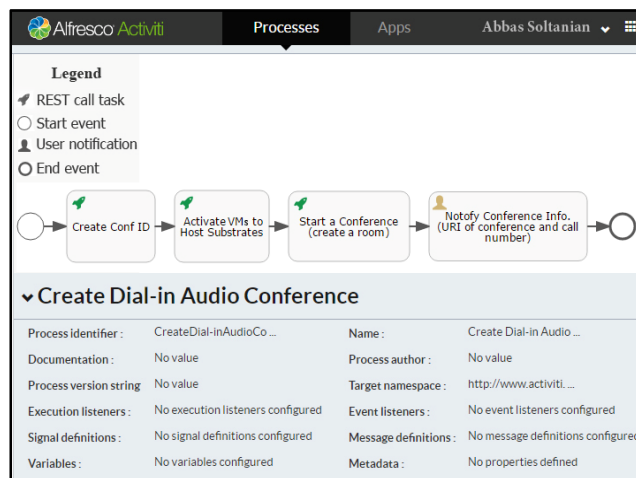 Alfresco Activiti Processes Apps Abbas Soltanian
Legend
REST call task
Start event
User notification
End event
Create Conf ID
Activate VMs to
Host Substrates
Start a Conference
(create a room)
Notofy Conference Info.
(URI of conference and call
number)
Create Dial-in Audio Conference
Process identifier : CreateDial-inAudioCo ... Name : Create Dial-in Audio ...
Documentation : No value Process author : No value
Process version string No value Target namespace : http://www.activiti. ...
Execution listeners : No execution listeners configured Event listeners : No event listeners configured
Signal definitions : No signal definitions configured Message definitions : No message definitions configured
Variables : No variables configured Metadata : No properties defined